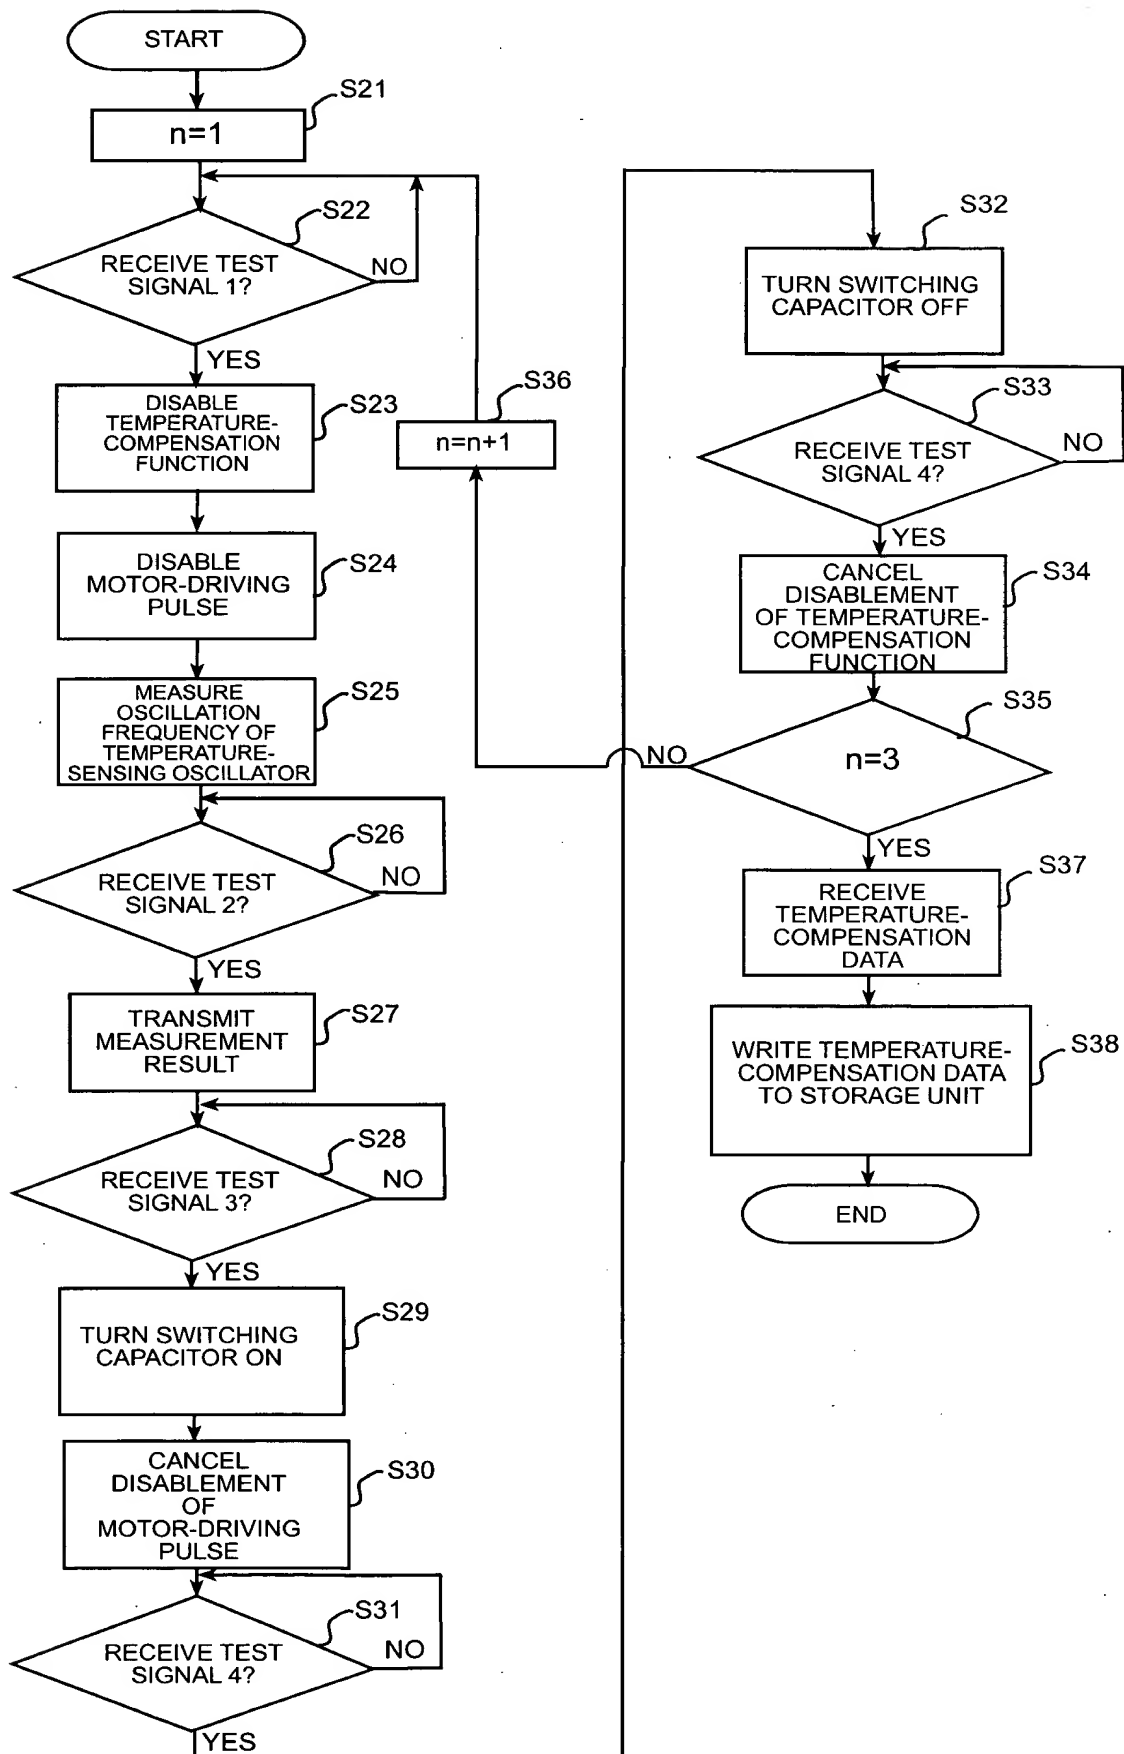 START
S21
n=1
S22
RECEIVE TEST
SIGNAL 1?
NO
YES
S23
DISABLE
TEMPERATURE-
COMPENSATION
FUNCTION
S24
DISABLE
MOTOR-DRIVING
PULSE
S25
MEASURE
OSCILLATION
FREQUENCY OF
TEMPERATURE-
SENSING OSCILLATOR
S26
RECEIVE TEST
SIGNAL 2?
NO
YES
S27
TRANSMIT
MEASUREMENT
RESULT
S28
RECEIVE TEST
SIGNAL 3?
NO
YES
S29
TURN SWITCHING
CAPACITOR ON
S30
CANCEL
DISABLEMENT
OF
MOTOR-DRIVING
PULSE
S31
RECEIVE TEST
SIGNAL 4?
NO
YES
S36
n=n+1
S32
TURN SWITCHING
CAPACITOR OFF
S33
RECEIVE TEST
SIGNAL 4?
NO
YES
S34
CANCEL
DISABLEMENT
OF TEMPERATURE-
COMPENSATION
FUNCTION
S35
n=3
NO
YES
S37
RECEIVE
TEMPERATURE-
COMPENSATION
DATA
S38
WRITE TEMPERATURE-
COMPENSATION DATA
TO STORAGE UNIT
END